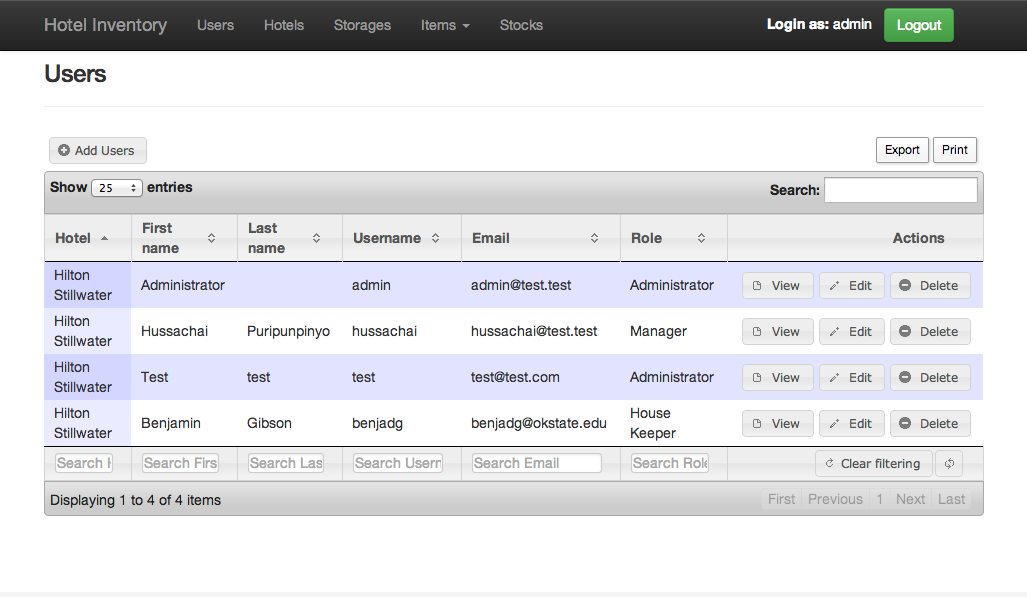 Hotel Inventory Users Hotels Storages Items Stocks Login as: admin Logout
Users
Add Users Export Print
Show 25 entries Search:
Hotel First name Last name Username Email Role Actions
Hilton Stillwater Administrator admin admin@test.test Administrator View Edit Delete
Hilton Stillwater Hussachai Puripunpinyo hussachai hussachai@test.test Manager View Edit Delete
Hilton Stillwater Test test test test@test.com Administrator View Edit Delete
Hilton Stillwater Benjamin Gibson benjadg benjadg@okstate.edu House Keeper View Edit Delete
Search Search Firs Search Las Search Usern Search Email Search Role Clear filtering
Displaying 1 to 4 of 4 items First Previous 1 Next Last